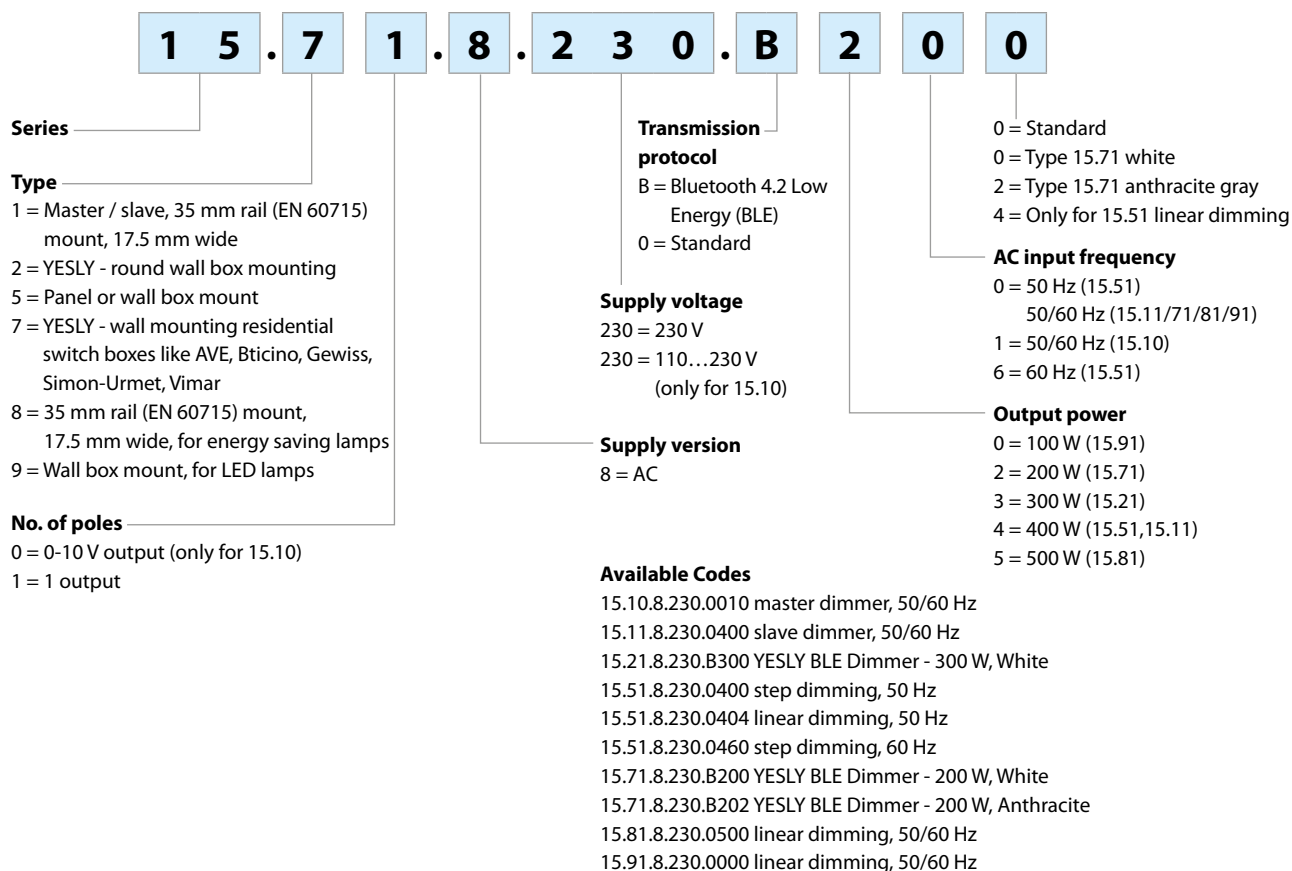 1 5 . 7 1 . 8 . 2 3 0 . B 2 0 0
Series
Type
1 = Master / slave, 35 mm rail (EN 60715)
mount, 17.5 mm wide
2 = YESLY - round wall box mounting
5 = Panel or wall box mount
7 = YESLY - wall mounting residential
switch boxes like AVE, Bticino, Gewiss,
Simon-Urmet, Vimar
8 = 35 mm rail (EN 60715) mount,
17.5 mm wide, for energy saving lamps
9 = Wall box mount, for LED lamps
No. of poles
0 = 0-10 V output (only for 15.10)
1 = 1 output
Transmission
protocol
B = Bluetooth 4.2 Low
Energy (BLE)
0 = Standard
Supply voltage
230 = 230 V
230 = 110…230 V
(only for 15.10)
Supply version
8 = AC
0 = Standard
0 = Type 15.71 white
2 = Type 15.71 anthracite gray
4 = Only for 15.51 linear dimming
AC input frequency
0 = 50 Hz (15.51)
50/60 Hz (15.11/71/81/91)
1 = 50/60 Hz (15.10)
6 = 60 Hz (15.51)
Output power
0 = 100 W (15.91)
2 = 200 W (15.71)
3 = 300 W (15.21)
4 = 400 W (15.51,15.11)
5 = 500 W (15.81)
Available Codes
15.10.8.230.0010 master dimmer, 50/60 Hz
15.11.8.230.0400 slave dimmer, 50/60 Hz
15.21.8.230.B300 YESLY BLE Dimmer - 300 W, White
15.51.8.230.0400 step dimming, 50 Hz
15.51.8.230.0404 linear dimming, 50 Hz
15.51.8.230.0460 step dimming, 60 Hz
15.71.8.230.B200 YESLY BLE Dimmer - 200 W, White
15.71.8.230.B202 YESLY BLE Dimmer - 200 W, Anthracite
15.81.8.230.0500 linear dimming, 50/60 Hz
15.91.8.230.0000 linear dimming, 50/60 Hz